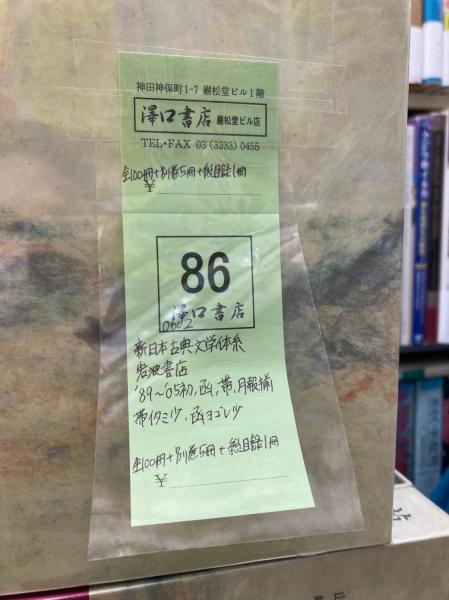 神田神保町1-7 巌松堂ビル1階
澤口書店 巌松堂ビル店
TEL・FAX 03 (3233) 0455
全100冊+別巻5冊+総目録1冊
¥
86
澤口書店
0602
新日本古典文学体系
岩波書店
'89〜'05初, 函, 帯, 月報揃
帯イタミ少, 函ヨゴレ少
全100冊+別巻5冊+総目録1冊
¥